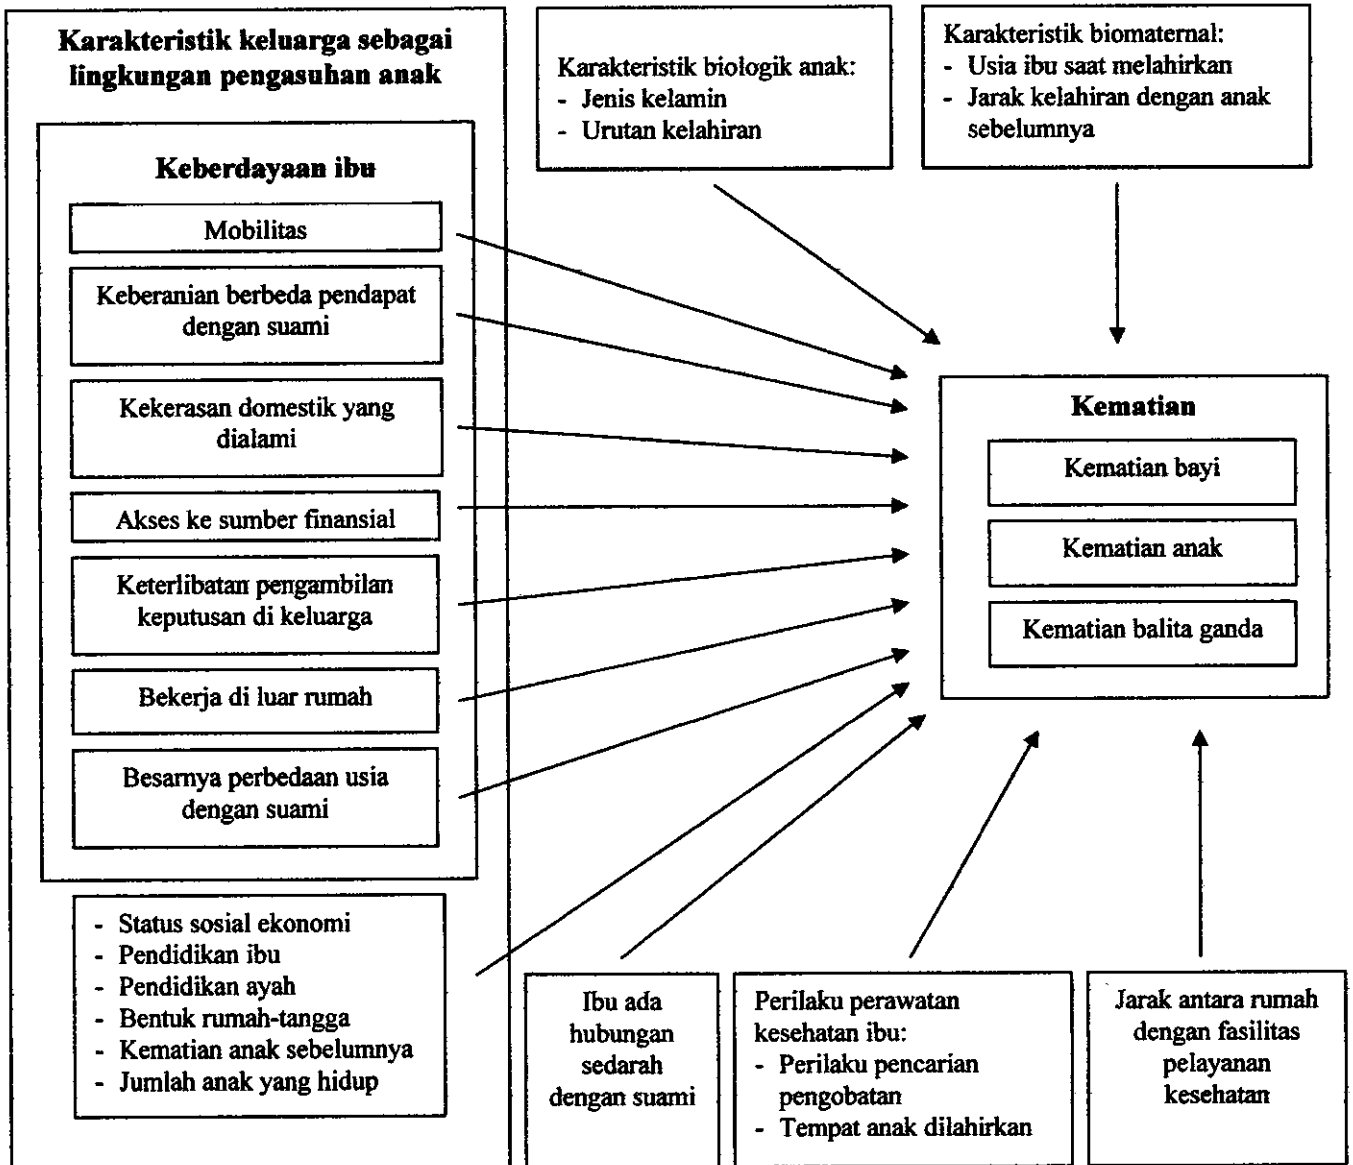 Karakteristik keluarga sebagai
lingkungan pengasuhan anak
Keberdayaan ibu
Mobilitas
Keberanian berbeda pendapat
dengan suami
Kekerasan domestik yang
dialami
Akses ke sumber finansial
Keterlibatan pengambilan
keputusan di keluarga
Bekerja di luar rumah
Besarnya perbedaan usia
dengan suami
- Status sosial ekonomi
- Pendidikan ibu
- Pendidikan ayah
- Bentuk rumah-tangga
- Kematian anak sebelumnya
- Jumlah anak yang hidup
Karakteristik biologik anak:
- Jenis kelamin
- Urutan kelahiran
Karakteristik biomaternal:
- Usia ibu saat melahirkan
- Jarak kelahiran dengan anak
sebelumnya
Kematian
Kematian bayi
Kematian anak
Kematian balita ganda
Ibu ada
hubungan
sedarah
dengan suami
Perilaku perawatan
kesehatan ibu:
- Perilaku pencarian
pengobatan
- Tempat anak dilahirkan
Jarak antara rumah
dengan fasilitas
pelayanan
kesehatan